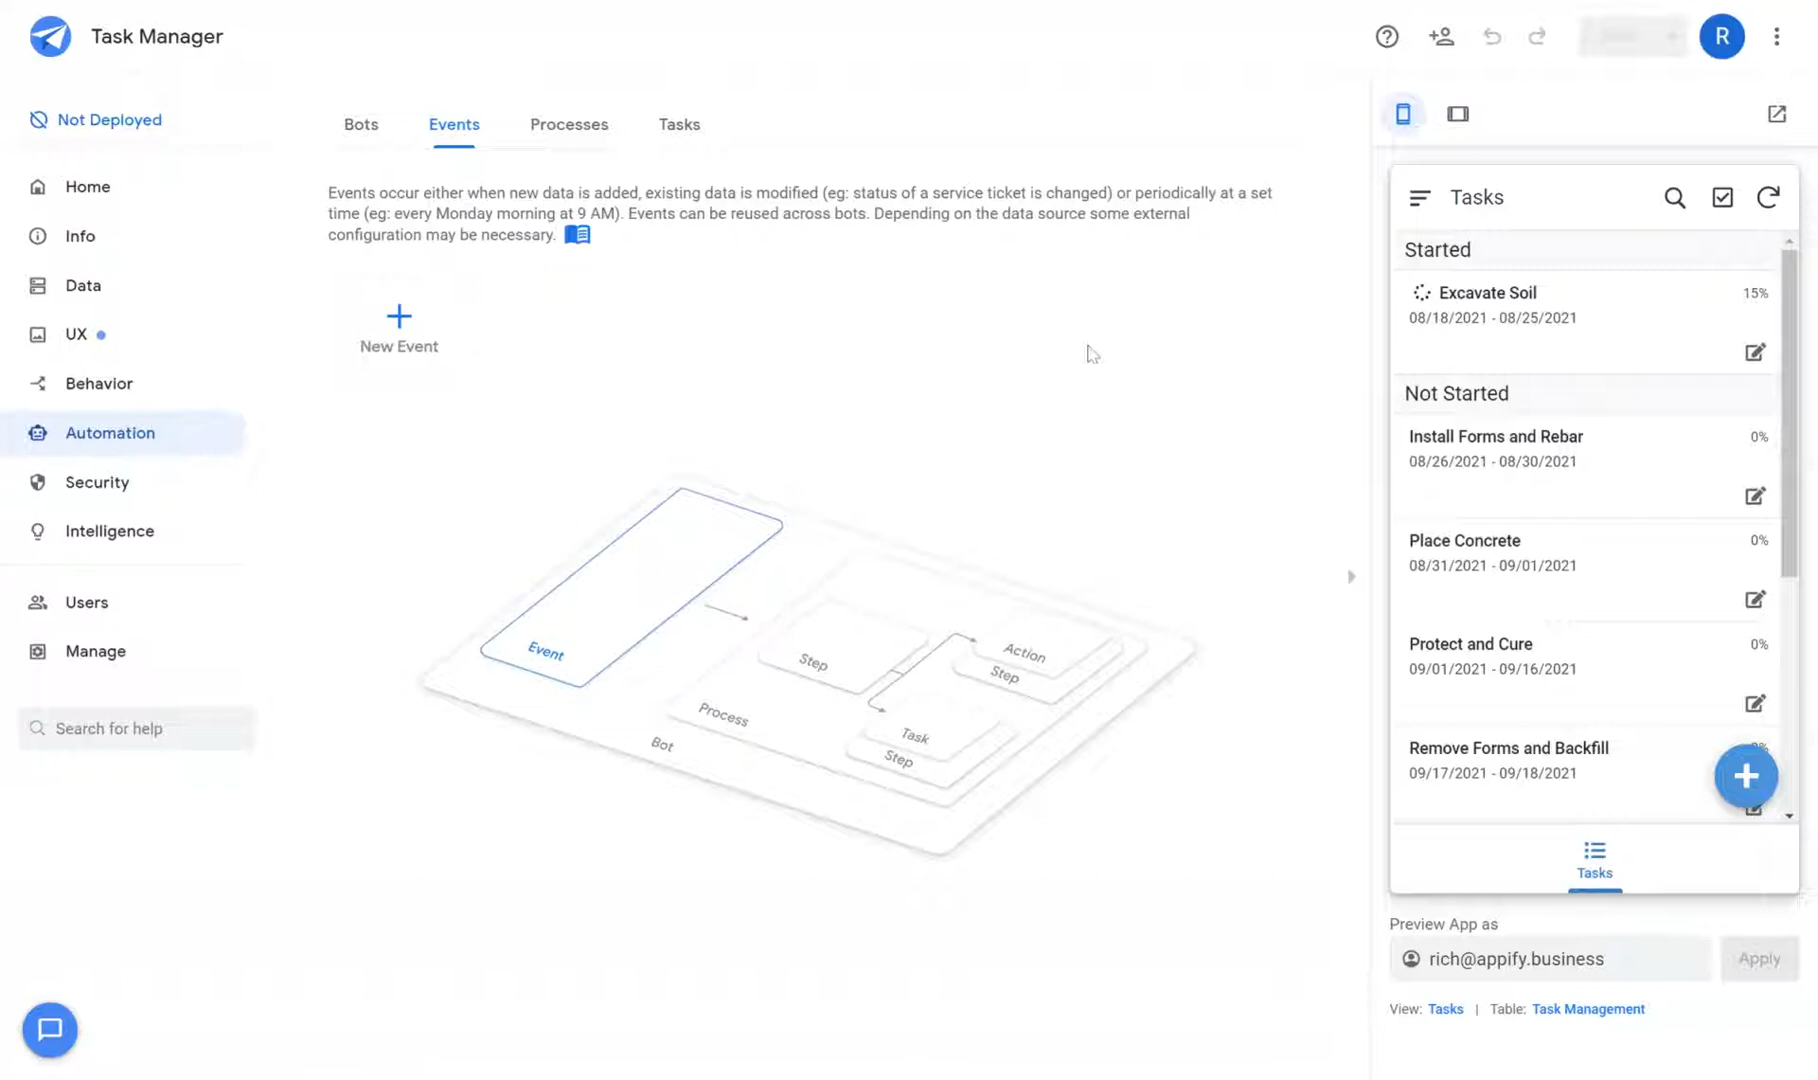 Task Manager
R
Not Deployed
Home
Info
Data
UX
Behavior
Automation
Security
Intelligence
Users
Manage
Search for help
Bots
Events
Processes
Tasks
Events occur either when new data is added, existing data is modified (eg: status of a service ticket is changed) or periodically at a set
time (eg: every Monday morning at 9 AM). Events can be reused across bots. Depending on the data source some external
configuration may be necessary.
New Event
Event
Step
Action
Step
Process
Task
Step
Bot
Tasks
Started
Excavate Soil
15%
08/18/2021 - 08/25/2021
Not Started
Install Forms and Rebar
0%
08/26/2021 - 08/30/2021
Place Concrete
0%
08/31/2021 - 09/01/2021
Protect and Cure
0%
09/01/2021 - 09/16/2021
Remove Forms and Backfill
09/17/2021 - 09/18/2021
Tasks
Preview App as
rich@appify.business
Apply
View: Tasks | Table: Task Management